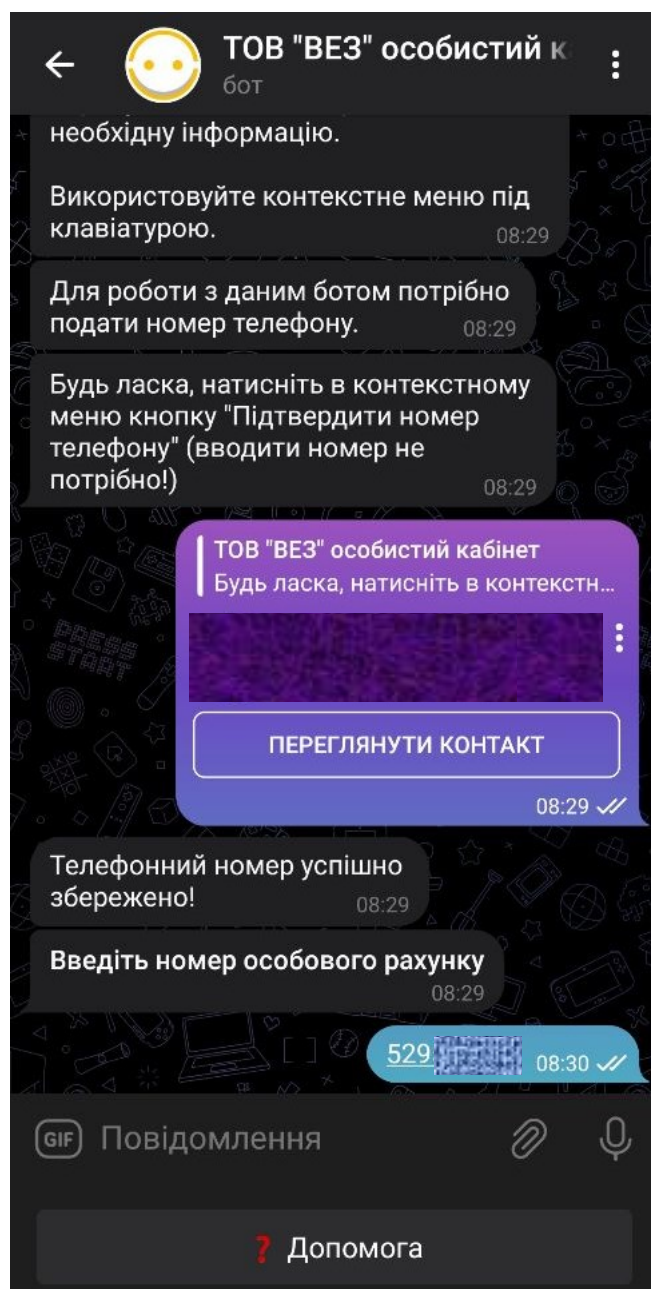 ТОВ "ВЕЗ" особистий к
бот
необхідну інформацію.
Використовуйте контекстне меню під
клавіатурою.
08:29
Для роботи з даним ботом потрібно
подати номер телефону.
08:29
Будь ласка, натисніть в контекстному
меню кнопку "Підтвердити номер
телефону" (вводити номер не
потрібно!)
08:29
ТОВ "ВЕЗ" особистий кабінет
Будь ласка, натисніть в контекстн...
ПЕРЕГЛЯНУТИ КОНТАКТ
08:29
Телефонний номер успішно
збережено!
08:29
Введіть номер особового рахунку
08:29
529
08:30
GIF Повідомлення
❓ Допомога